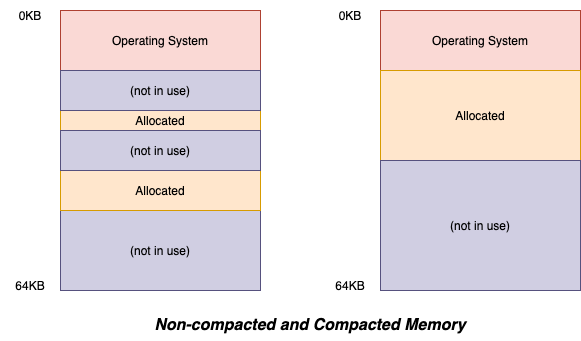 0KB
Operating System
(not in use)
Allocated
(not in use)
Allocated
(not in use)
64KB
0KB
Operating System
Allocated
(not in use)
64KB
Non-compacted and Compacted Memory